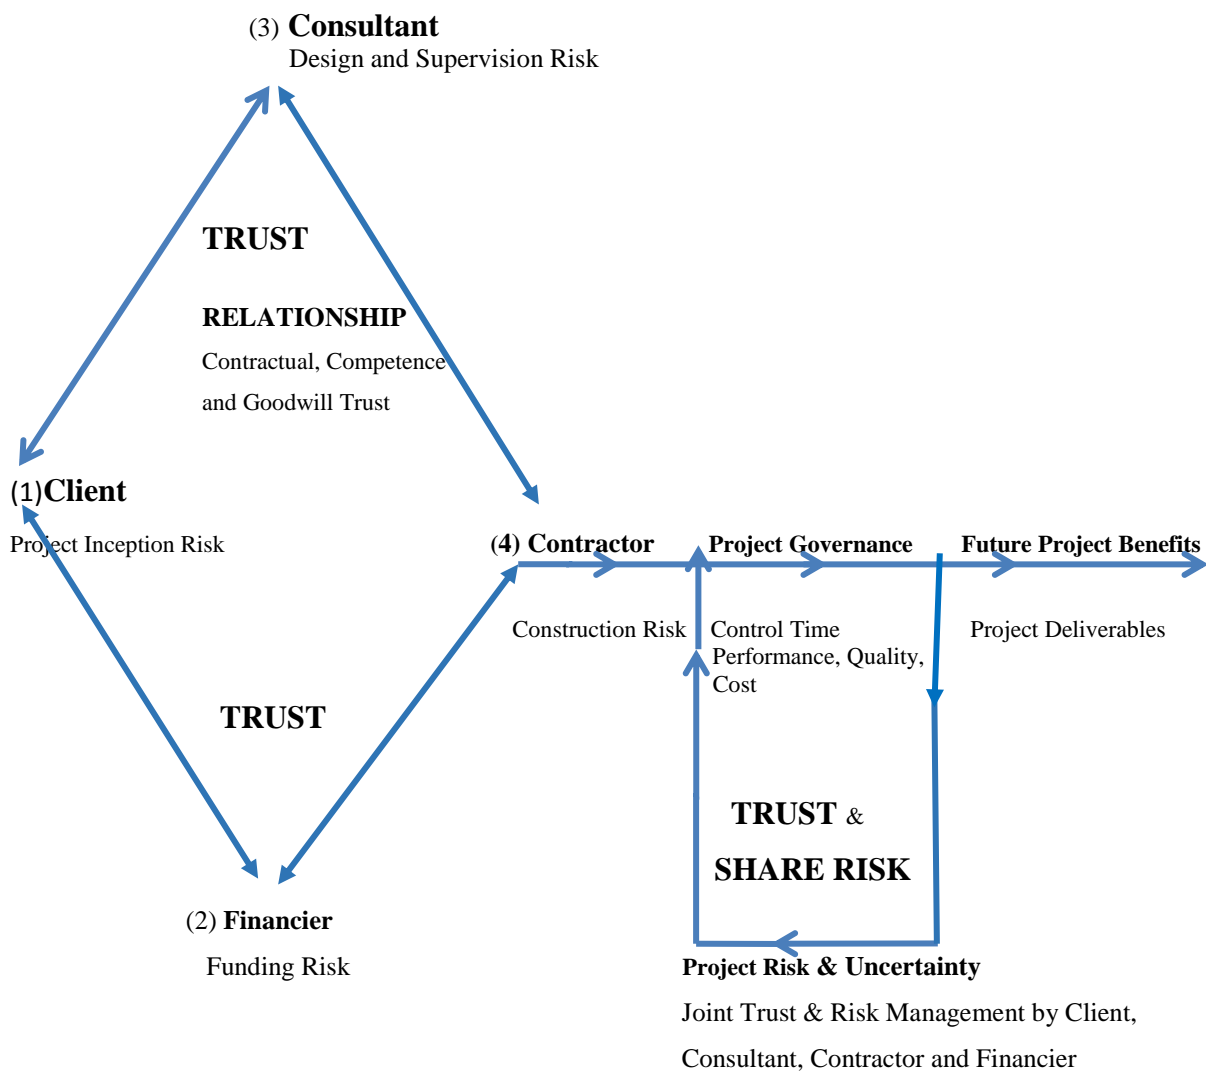 (3) Consultant
Design and Supervision Risk
TRUST
RELATIONSHIP
Contractual, Competence
and Goodwill Trust
(1)Client
Project Inception Risk
(4) Contractor
Project Governance
Future Project Benefits
Construction Risk
Control Time
Performance, Quality,
Cost
Project Deliverables
TRUST
TRUST &
SHARE RISK
(2) Financier
Funding Risk
Project Risk & Uncertainty
Joint Trust & Risk Management by Client,
Consultant, Contractor and Financier